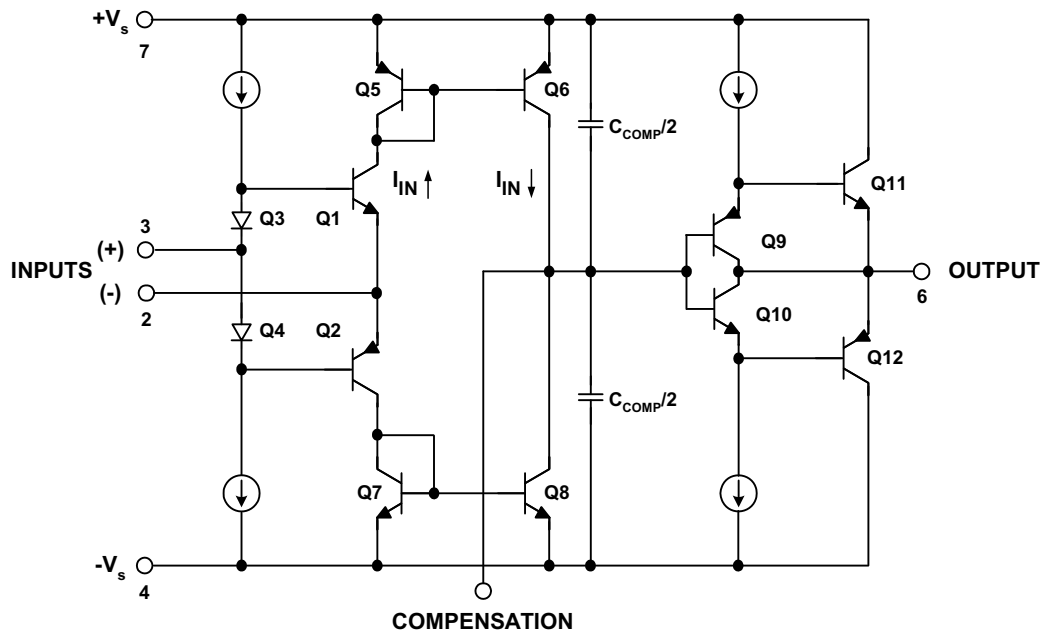 +Vs
7
Q5
Q6
CCOMP/2
IIN
IIN
Q11
Q3
Q1
3
(+)
Q9
INPUTS
OUTPUT
(-)
6
2
Q4
Q2
Q10
Q12
CCOMP/2
Q7
Q8
-Vs
4
COMPENSATION